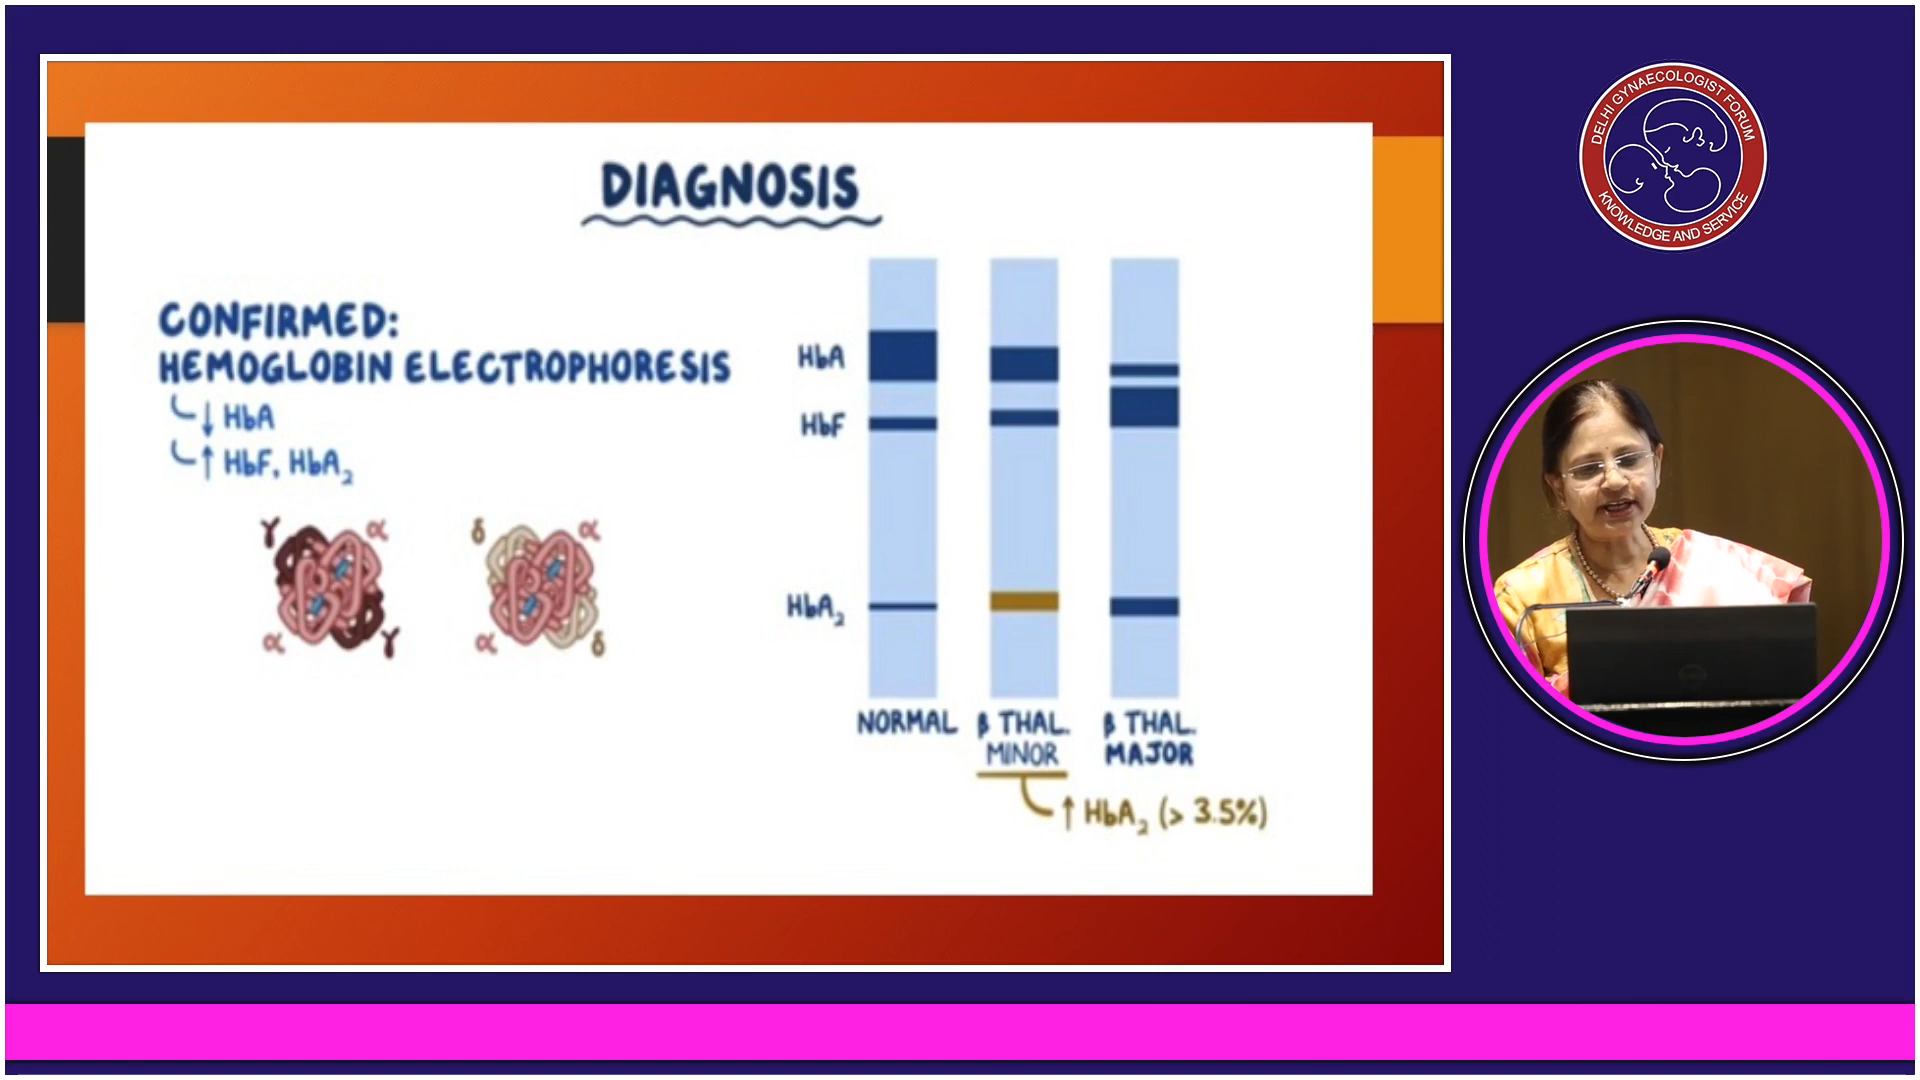 DIAGNOSIS
CONFIRMED:
HEMOGLOBIN ELECTROPHORESIS
↓ HbA
↑ HbF, HbA₂
γ α
α γ
δ α
α δ
HbA
HbF
HbA₂
NORMAL
β THAL.
MINOR
β THAL.
MAJOR
↑ HbA₂ (> 3.5%)
DELHI GYNAECOLOGIST FORUM
KNOWLEDGE AND SERVICE